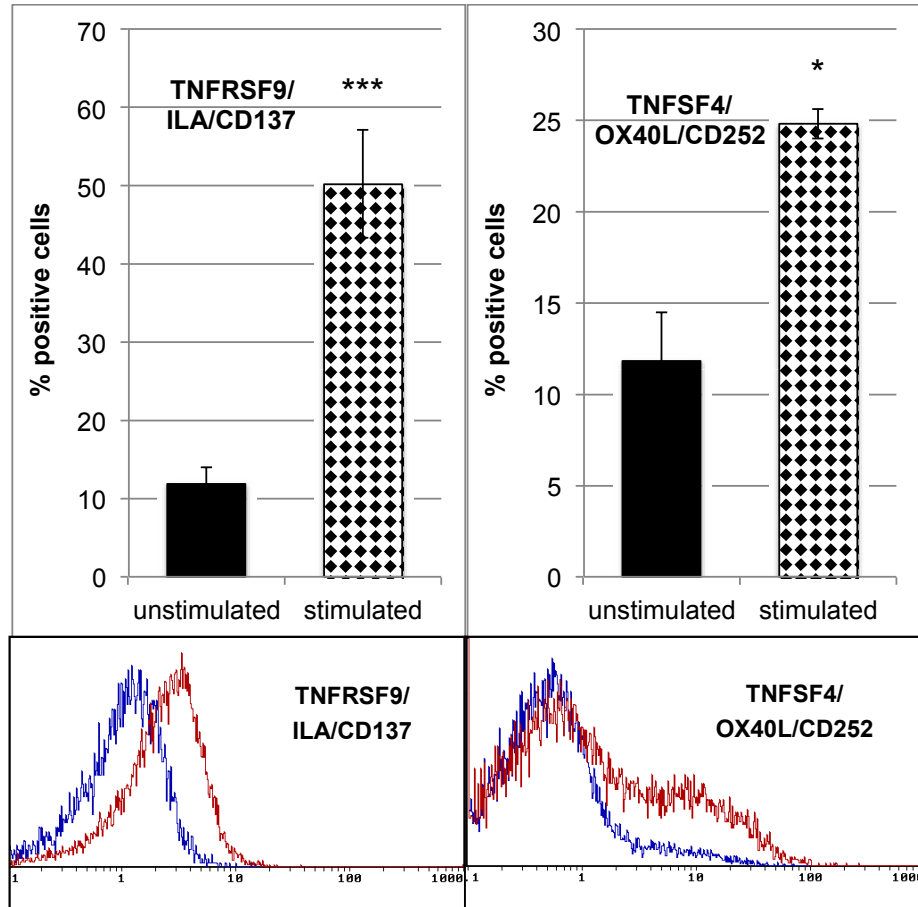 70
60
50
40
30
20
10
0
% positive cells
TNFRSF9/
ILA/CD137
***
unstimulated stimulated
30
25
20
15
10
5
0
% positive cells
TNFSF4/
OX40L/CD252
*
unstimulated stimulated
TNFRSF9/
ILA/CD137
.1 1 10 100 1000
TNFSF4/
OX40L/CD252
.1 1 10 100